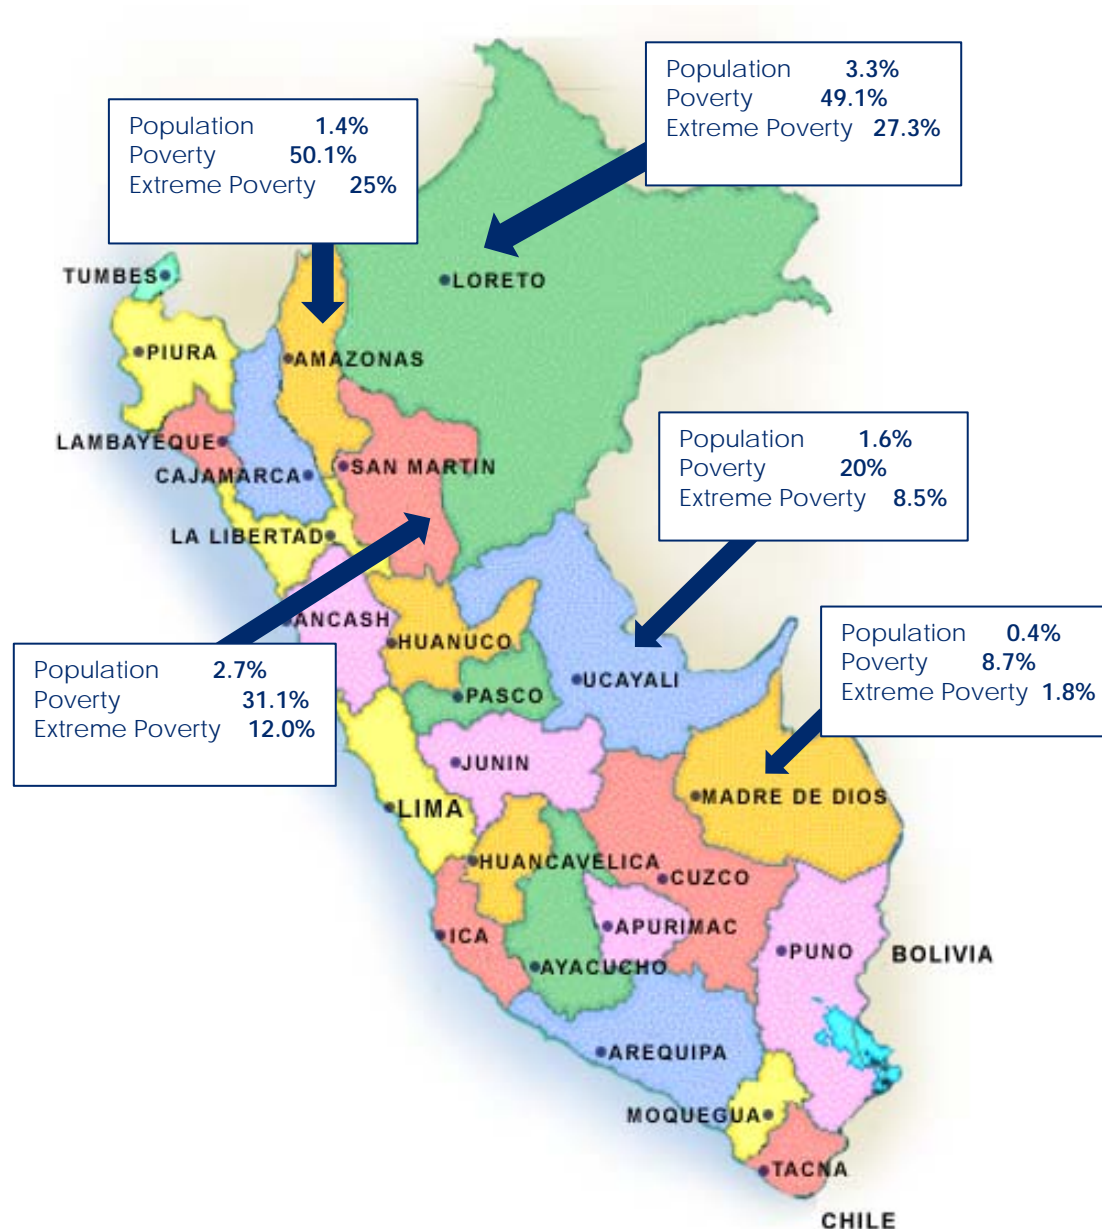 Population 3.3%
Poverty 49.1%
Extreme Poverty 27.3%
Population 1.4%
Poverty 50.1%
Extreme Poverty 25%
TUMBES
LORETO
PIURA
AMAZONAS
LAMBAYEQUE
SAN MARTIN
CAJAMARCA
Population 1.6%
Poverty 20%
Extreme Poverty 8.5%
LA LIBERTAD
ANCASH
HUANUCO
Population 0.4%
Poverty 8.7%
Extreme Poverty 1.8%
Population 2.7%
Poverty 31.1%
Extreme Poverty 12.0%
PASCO
UCAYALI
JUNIN
LIMA
MADRE DE DIOS
HUANCAVELICA
CUZCO
ICA
APURIMAC
AYACUCHO
PUNO
BOLIVIA
AREQUIPA
MOQUEGUA
TACNA
CHILE